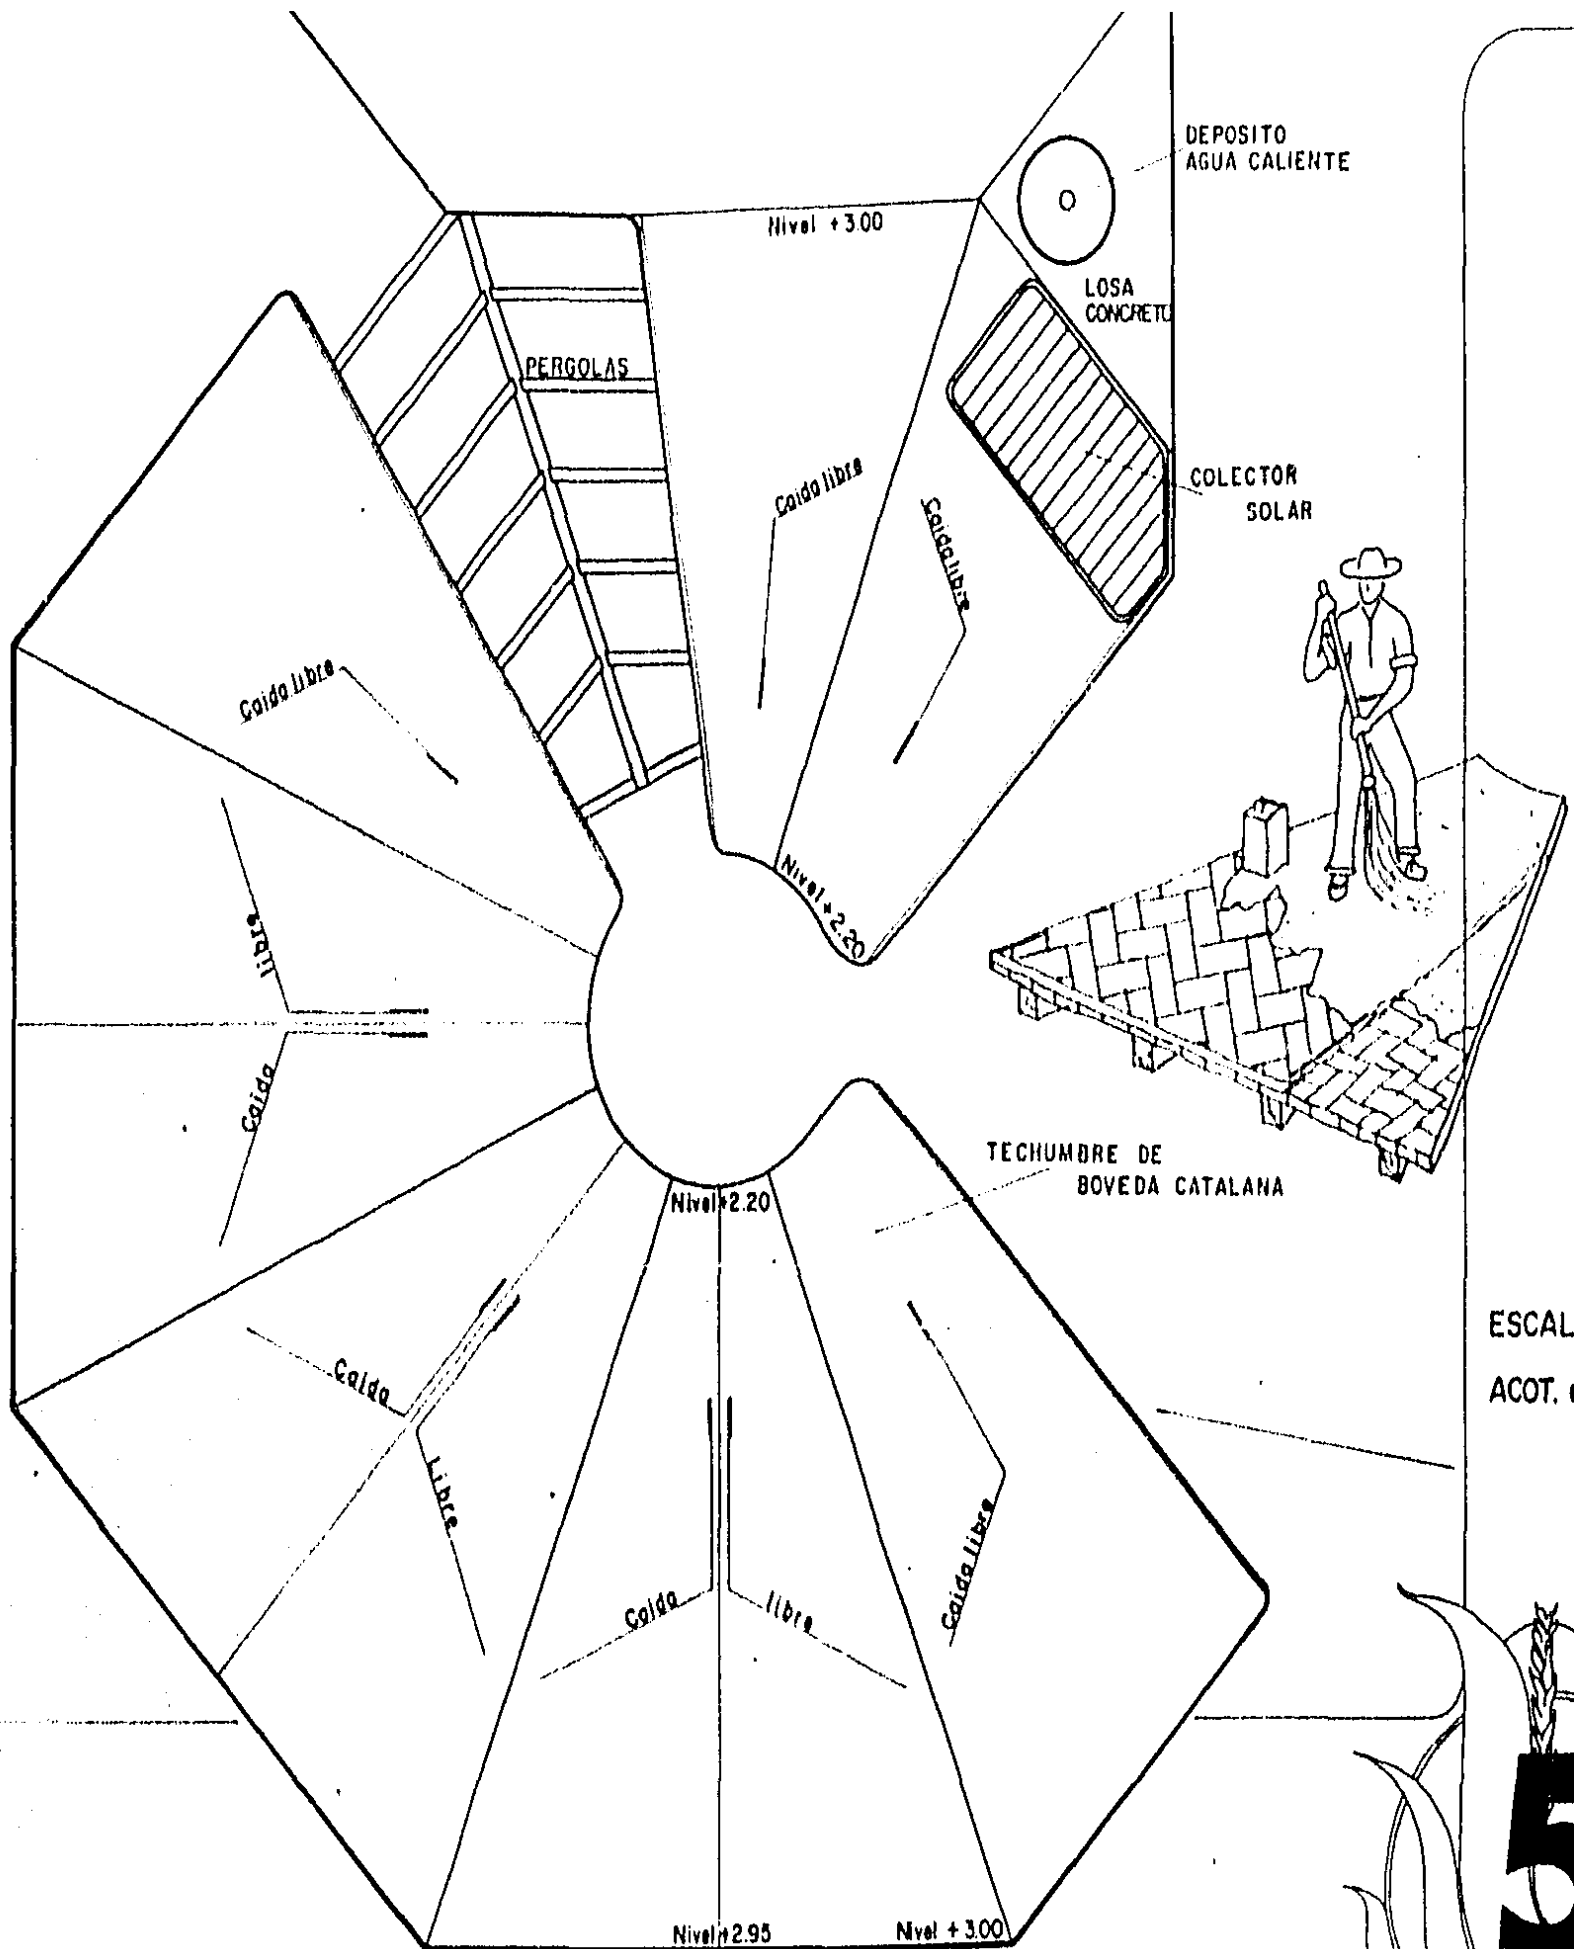 DEPOSITO
AGUA CALIENTE
Nivel +3.00
LOSA
CONCRETO
PERGOLAS
COLECTOR
SOLAR
Caida libre
Caida libre
Caida libre
Nivel +2.20
libre
Caida
TECHUMBRE DE
BOVEDA CATALANA
Nivel +2.20
Caida
Libre
Caida libre
Caida
libre
Nivel +2.95
Nivel +3.00
ESCAL
ACOT.
5